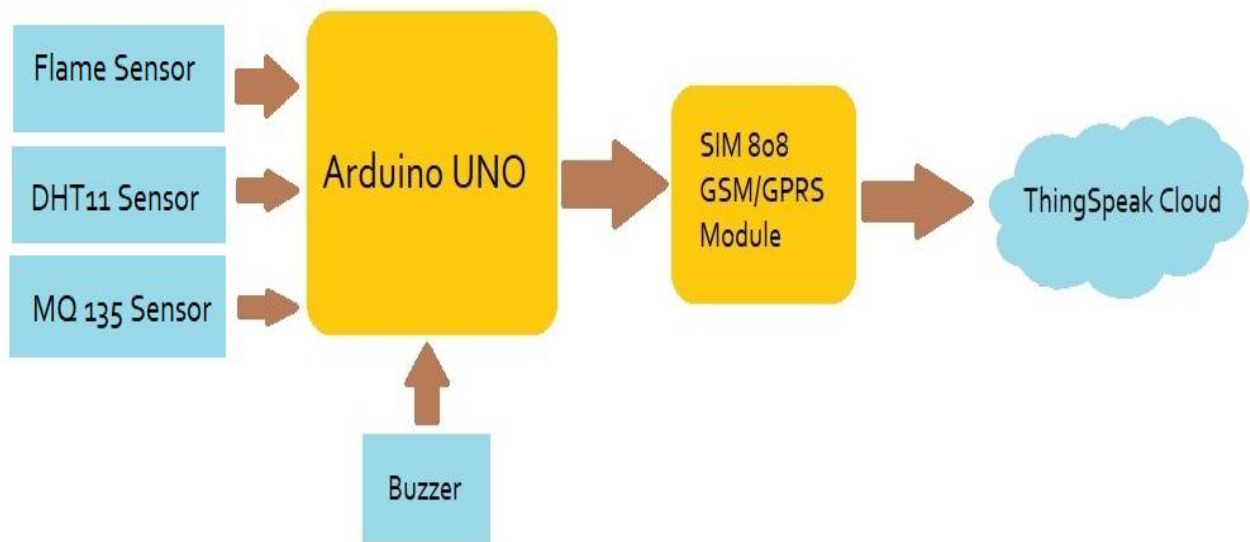 Flame Sensor
DHT11 Sensor
MQ 135 Sensor
Arduino UNO
Buzzer
SIM 808
GSM/GPRS
Module
ThingSpeak Cloud